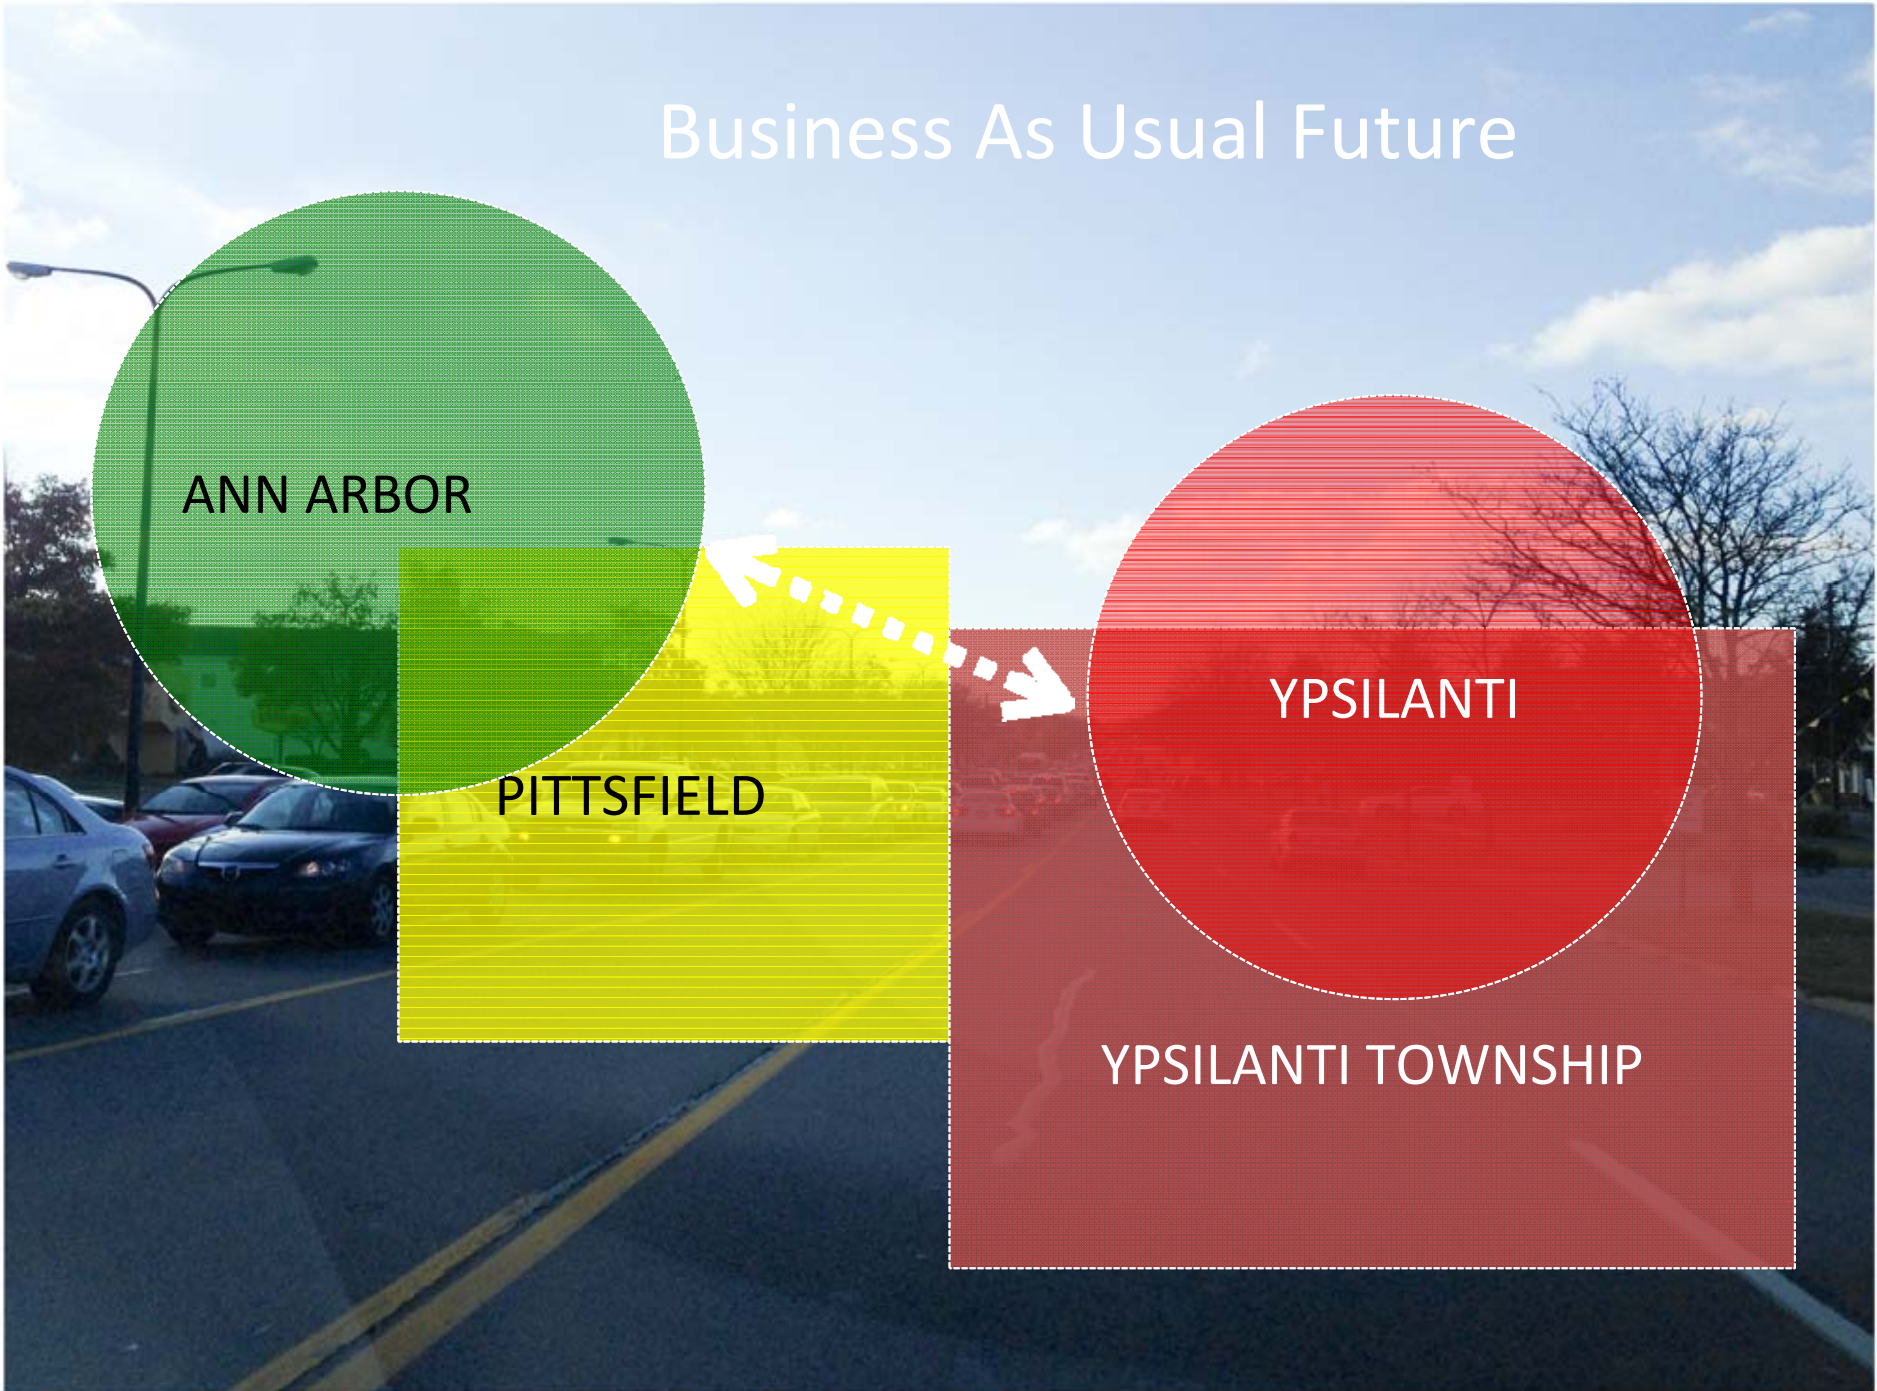 Business As Usual Future
ANN ARBOR
YPSILANTI
PITTSFIELD
YPSILANTI TOWNSHIP